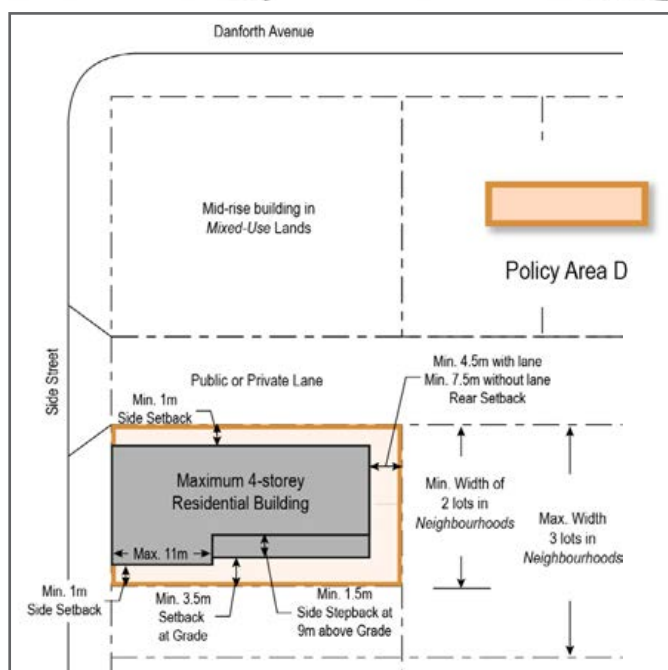 Danforth Avenue
Mid-rise building in
Mixed-Use Lands
Policy Area D
Side Street
Public or Private Lane
Min. 4.5m with lane
Min. 7.5m without lane
Rear Setback
Min. 1m
Side Setback
Maximum 4-storey
Residential Building
Min. Width of
2 lots in
Neighbourhoods
Max. Width
3 lots in
Neighbourhoods
Max. 11m
Min. 1m
Side Setback
Min. 3.5m
Setback
at Grade
Min. 1.5m
Side Stepback at
9m above Grade